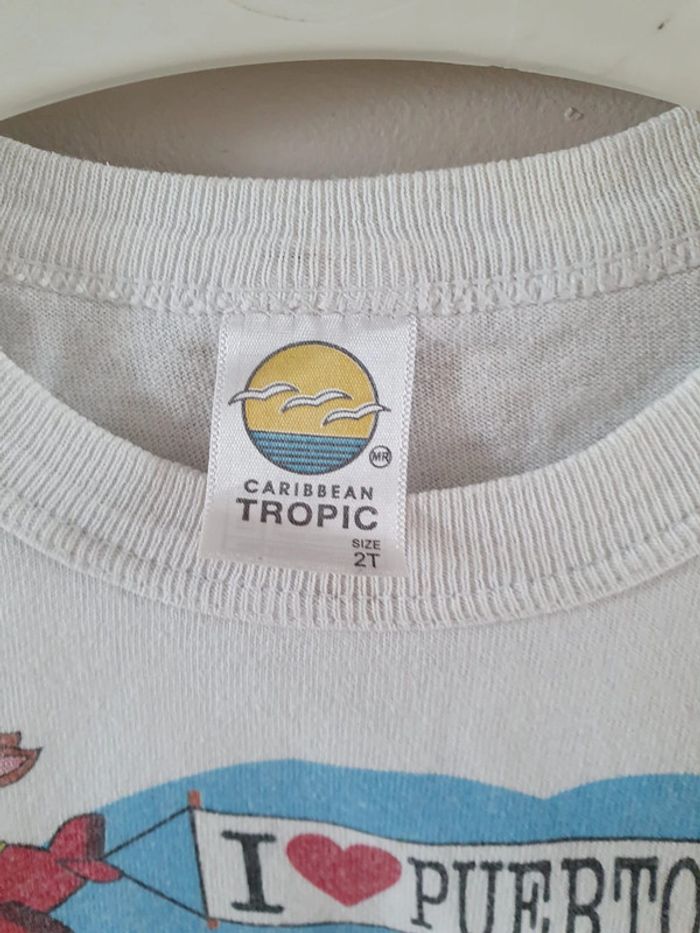 MR
CARIBBEAN
TROPIC
SIZE
2T
I ❤ PUERTO